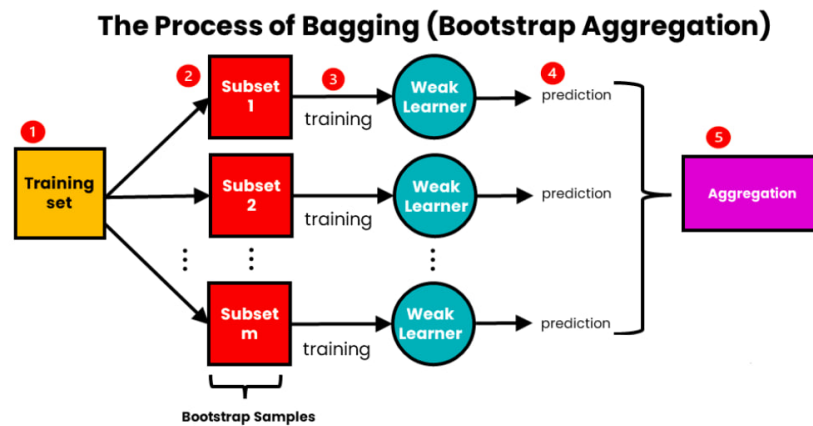 The Process of Bagging (Bootstrap Aggregation)
1
Training
set
2
Subset
1
3
training
Weak
Learner
4
prediction
Subset
2
training
Weak
Learner
prediction
Subset
m
training
Weak
Learner
prediction
5
Aggregation
Bootstrap Samples